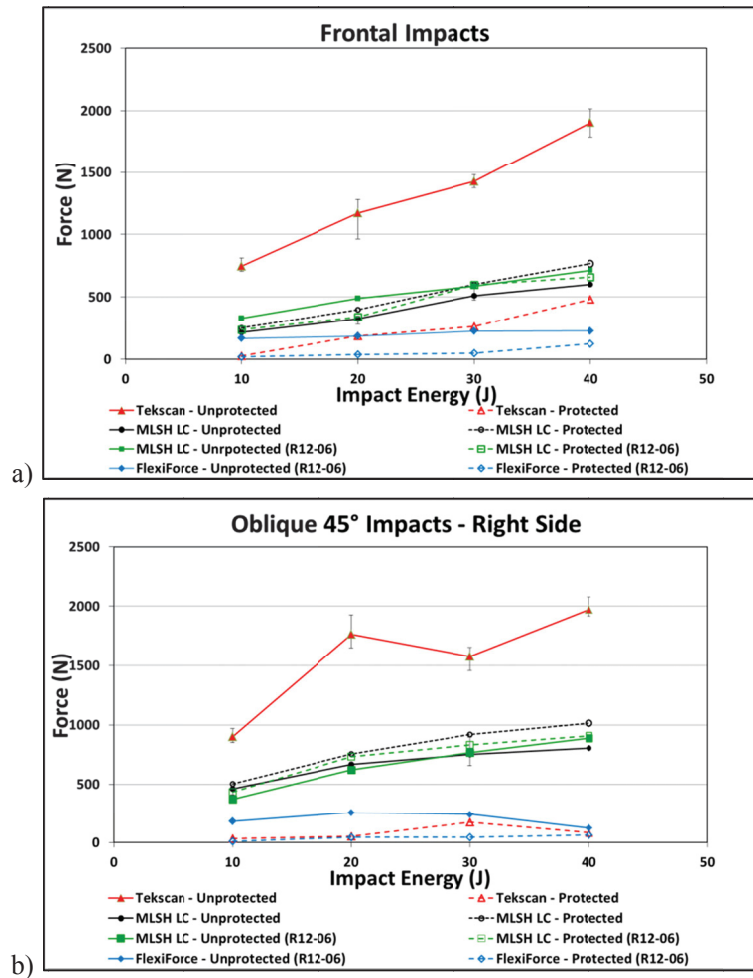 Frontal Impacts
2500
2000
1500
1000
500
0
Force (N)
0 10 20 30 40 50
Impact Energy (J)
Tekscan - Unprotected Tekscan - Protected
MLSH LC - Unprotected MLSH LC - Protected
MLSH LC - Unrpotected (R12-06) MLSH LC - Protected (R12-06)
FlexiForce - Unprotected (R12-06) FlexiForce - Protected (R12-06)
a)
Oblique 45° Impacts - Right Side
2500
2000
1500
1000
500
0
Force (N)
0 10 20 30 40 50
Impact Energy (J)
Tekscan - Unprotected Tekscan - Protected
MLSH LC - Unprotected MLSH LC - Protected
MLSH LC - Unprotected (R12-06) MLSH LC - Protected (R12-06)
FlexiForce - Unprotected (R12-06) FlexiForce - Protected (R12-06)
b)